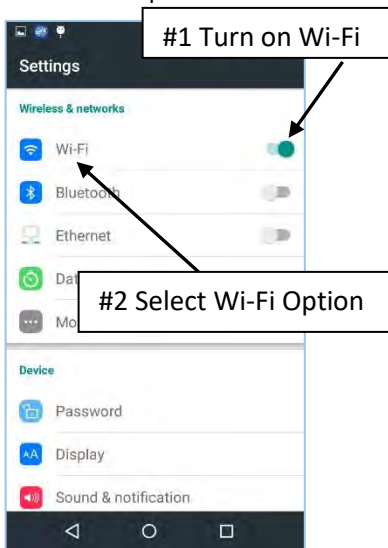 #1 Turn on Wi-Fi
Settings
Wireless & networks
Wi-Fi
Bluetooth
Ethernet
#2 Select Wi-Fi Option
Device
Password
AA Display
Sound & notification